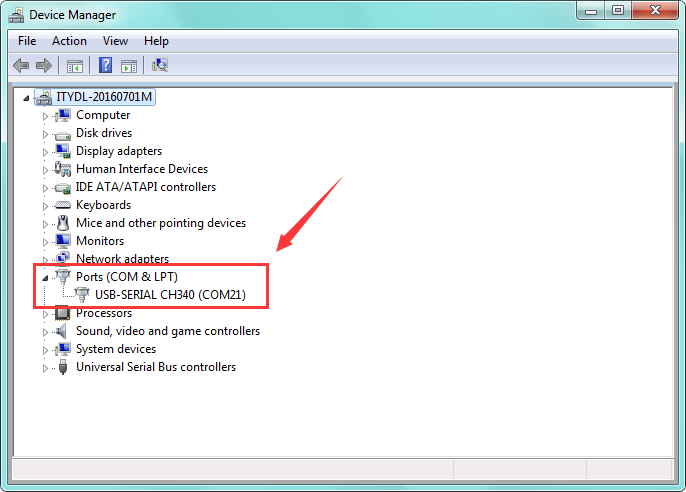 Device Manager
File Action View Help
ITYDL-20160701M
Computer
Disk drives
Display adapters
Human Interface Devices
IDE ATA/ATAPI controllers
Keyboards
Mice and other pointing devices
Monitors
Network adapters
Ports (COM & LPT)
USB-SERIAL CH340 (COM21)
Processors
Sound, video and game controllers
System devices
Universal Serial Bus controllers